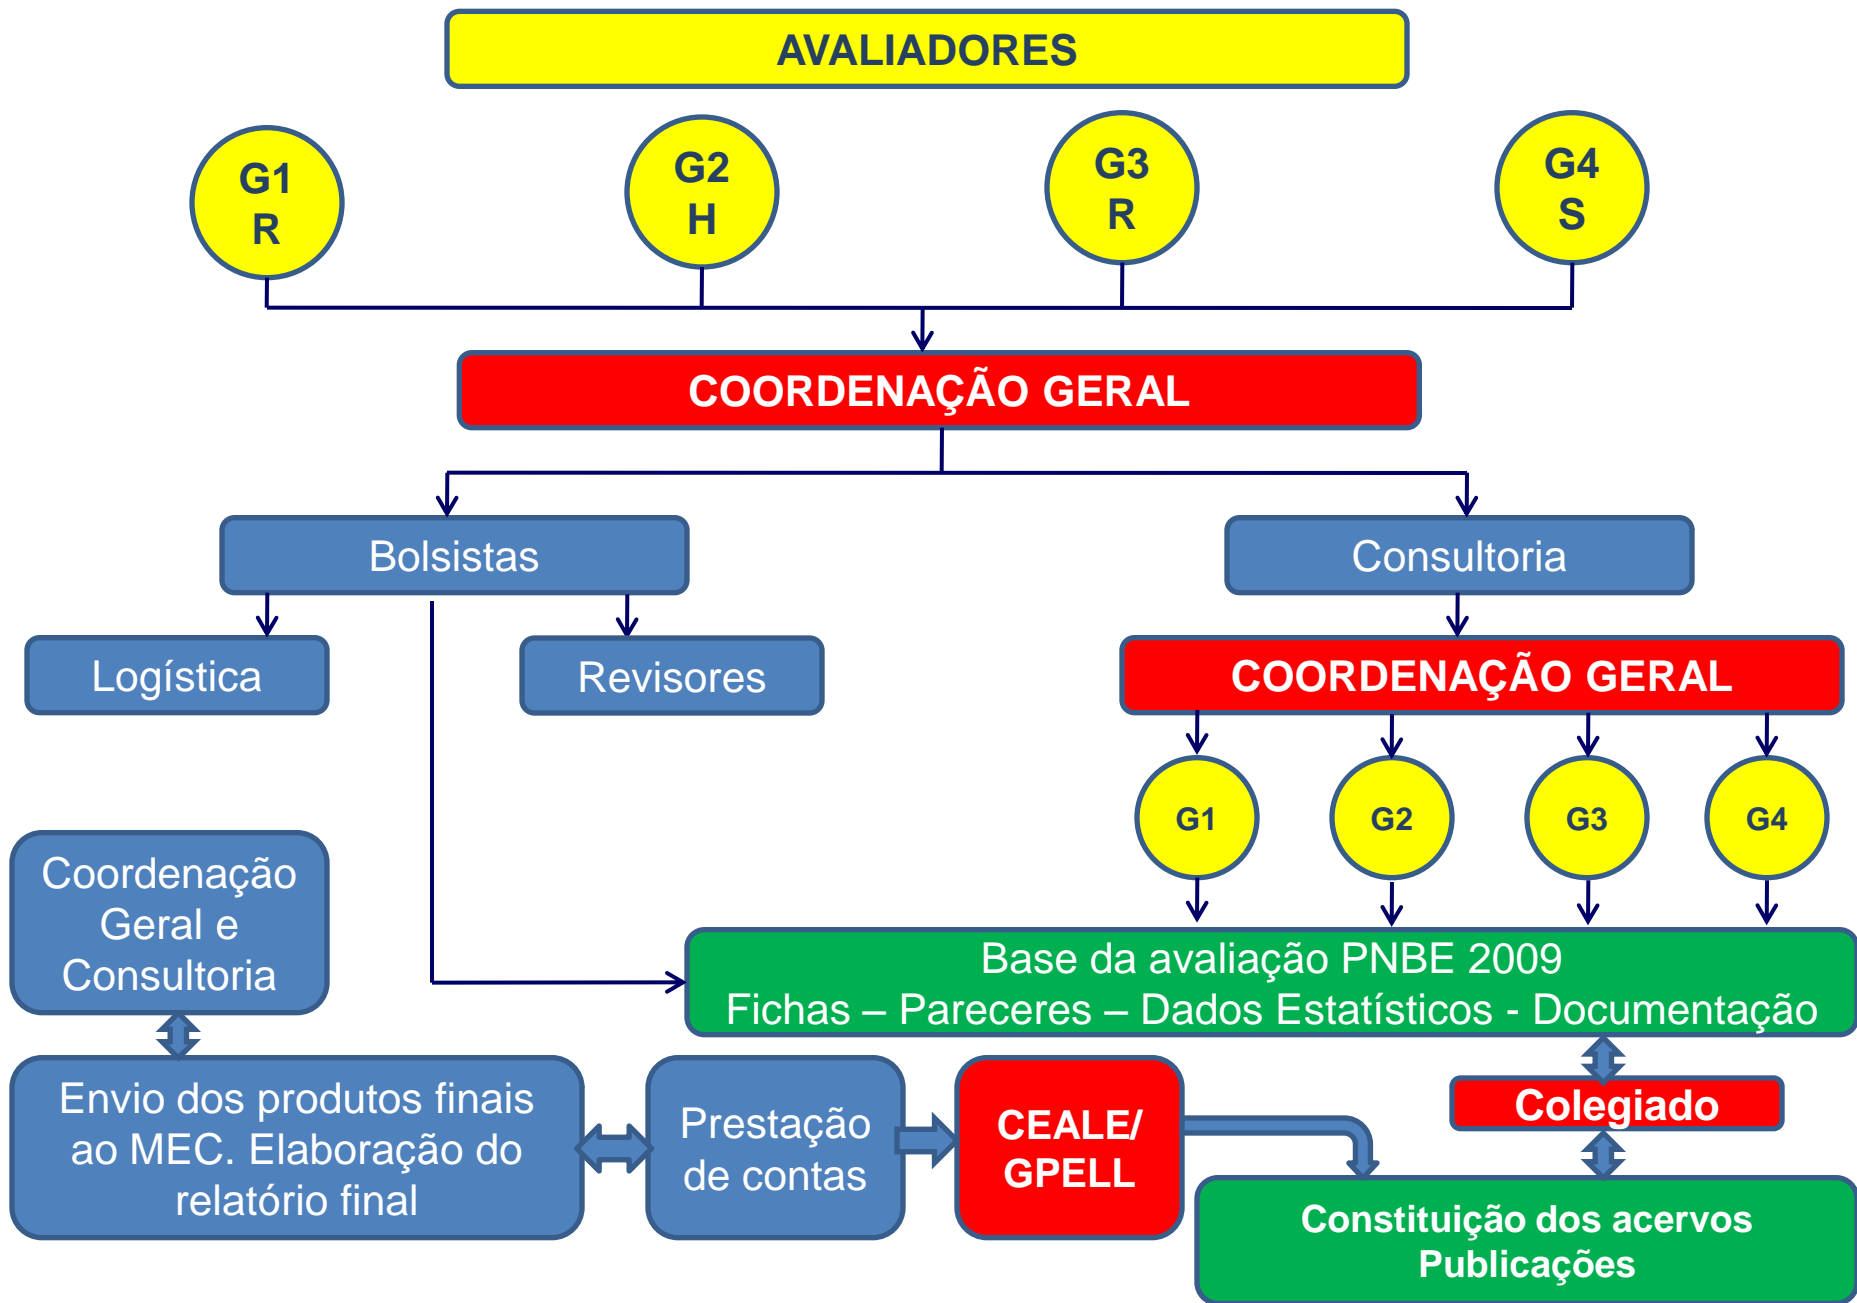 AVALIADORES
G1
R
G2
H
G3
R
G4
S
COORDENAÇÃO GERAL
Bolsistas
Consultoria
Logística
Revisores
COORDENAÇÃO GERAL
G1
G2
G3
G4
Coordenação
Geral e
Consultoria
Base da avaliação PNBE 2009
Fichas – Pareceres – Dados Estatísticos - Documentação
Envio dos produtos finais
ao MEC. Elaboração do
relatório final
Prestação
de contas
CEALE/
GPELL
Colegiado
Constituição dos acervos
Publicações